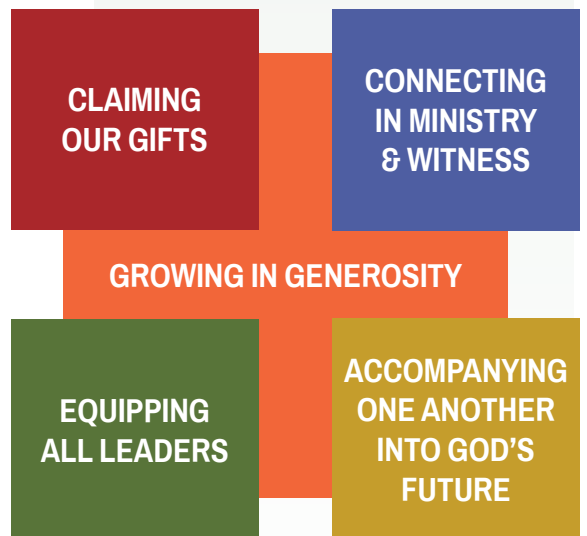 CLAIMING
OUR GIFTS
CONNECTING
IN MINISTRY
& WITNESS
GROWING IN GENEROSITY
EQUIPPING
ALL LEADERS
ACCOMPANYING
ONE ANOTHER
INTO GOD'S
FUTURE